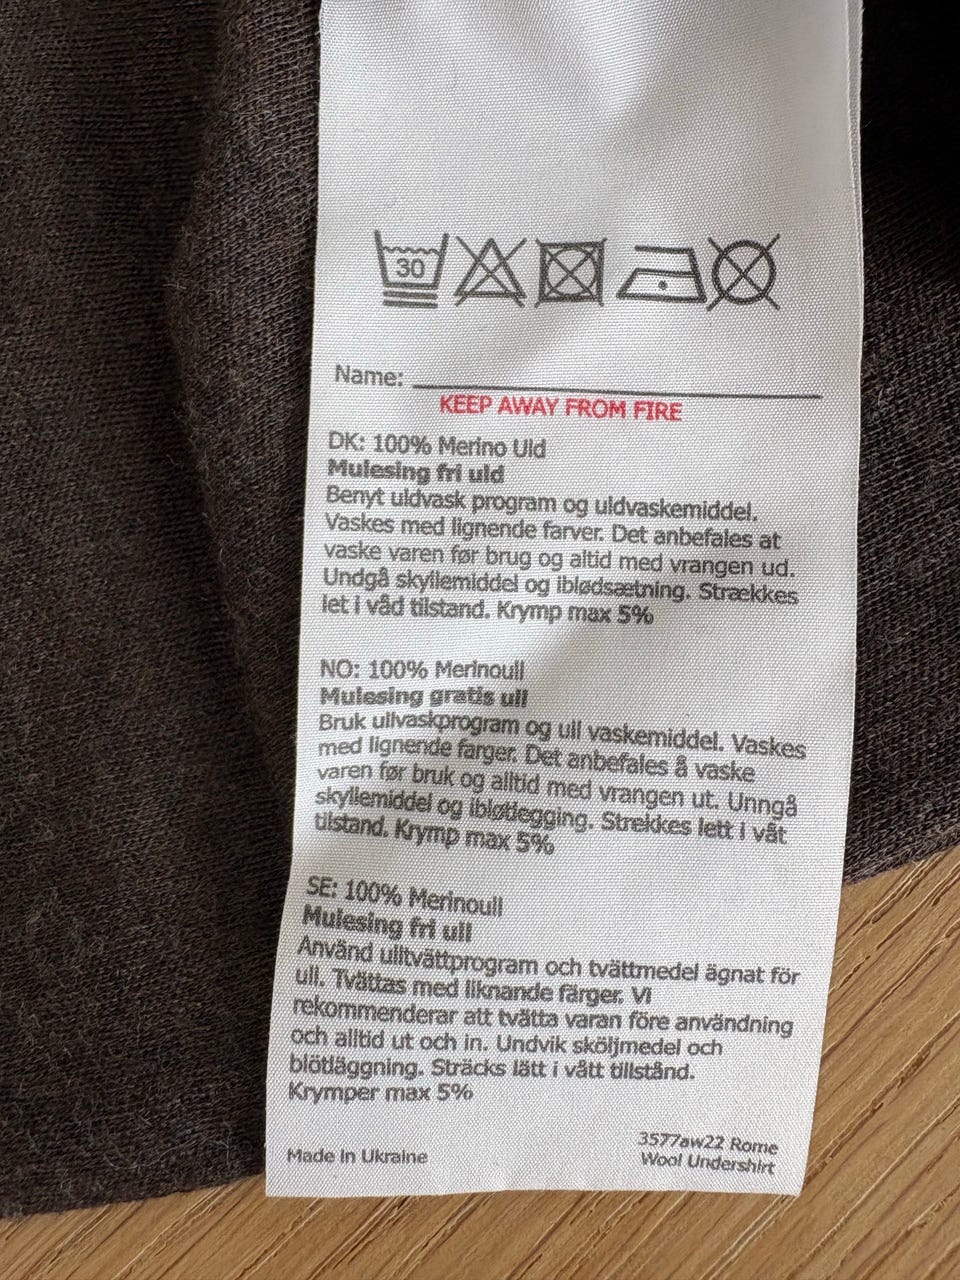 30
Name:
KEEP AWAY FROM FIRE
DK: 100% Merino Uld
Mulesing fri uld
Benyt uldvask program og uldvaskemiddel.
Vaskes med lignende farver. Det anbefales at
vaske varen før brug og altid med vrangen ud.
Undgå skyllemiddel og iblødsætning. Strækkes
let i våd tilstand. Krymp max 5%
NO: 100% Merinoull
Mulesing gratis ull
Bruk ullvaskprogram og ull vaskemiddel. Vaskes
med lignende farger. Det anbefales å vaske
varen før bruk og alltid med vrangen ut. Unngå
skyllemiddel og ibløtlegging. Strekkes lett i våt
tilstand. Krymp max 5%
SE: 100% Merinoull
Mulesing fri ull
Använd ulltvättprogram och tvättmedel ägnat för
ull. Tvättas med liknande färger. Vi
rekommenderar att tvätta varan före användning
och alltid ut och in. Undvik sköljmedel och
blötläggning. Sträcks lätt i vått tillstånd.
Krymper max 5%
Made In Ukraine
3577aw22 Rome
Wool Undershirt